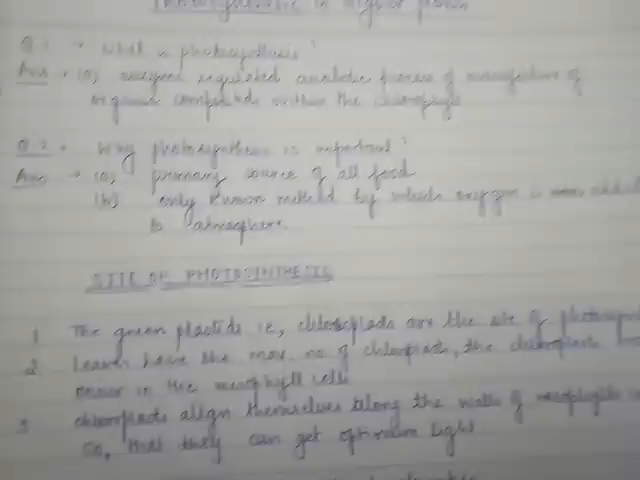 Photosynthesis in higher plants
Q.1 → What is photosynthesis?
Ans → (a) enzyme regulated anabolic process of manufacture of
organic compounds within the chlorophyll
Q.2 → Why photosynthesis is important?
Ans → (a) primary source of all food
(b) only known method by which oxygen is
to atmosphere.
SITE OF PHOTOSYNTHESIS
1 The green plastids i.e, chloroplasts are the site of
2 Leaves have the max. no of chloroplasts, the chloroplasts
occur in the mesophyll cells
3 chloroplasts align themselves along the walls of mesophyll
so, that they can get optimum light